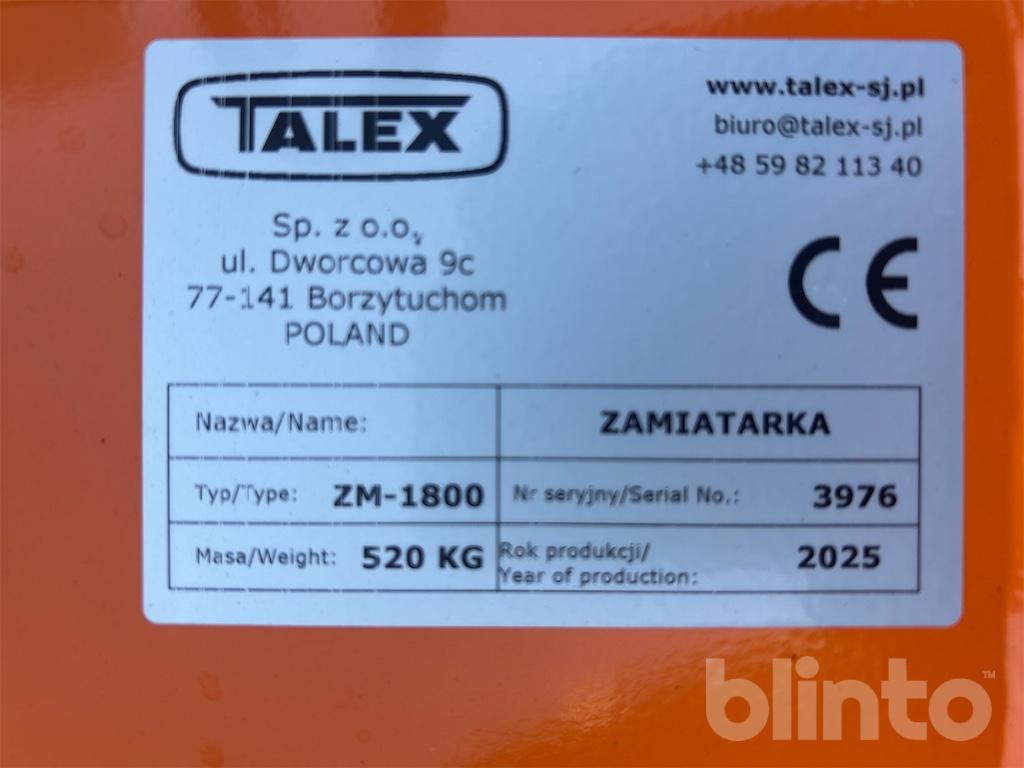 TALEX
www.talex-sj.pl
biuro@talex-sj.pl
+48 59 82 113 40
Sp. z o.o,
ul. Dworcowa 9c
77-141 Borzytuchom
POLAND
CE
Nazwa/Name: ZAMIATARKA
Typ/Type: ZM-1800 Nr seryjny/Serial No.: 3976
Masa/Weight: 520 KG Rok produkcji/
Year of production: 2025
blinto™